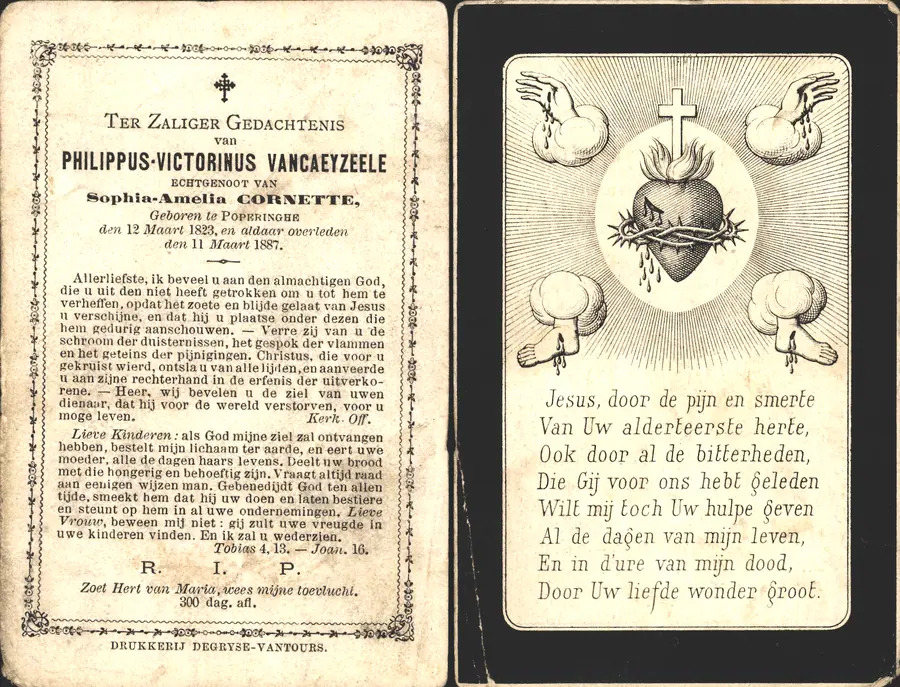 TER ZALIGER GEDACHTENIS
van
PHILIPPUS-VICTORINUS VANCAEYZEELE
ECHTGENOOT VAN
Sophia-Amelia CORNETTE,
Geboren te POPERINGHE
den 12 Maart 1823, en aldaar overleden
den 11 Maart 1887.
Allerliefste, ik beveel u aan den almachtigen God,
die u uit den niet heeft getrokken om u tot hem te
verheffen, opdat het zoete en blijde gelaat van Jesus
u verschijne, en dat hij u plaatse onder dezen die
hem gedurig aanschouwen. — Verre zij van u de
schroom der duisternissen, het gespok der vlammen
en het geteins der pijnigingen. Christus, die voor u
gekruist wierd, ontsla u van alle lijden, en aanveerde
u aan zijne rechterhand in de erfenis der uitverko-
rene. — Heer, wij bevelen u de ziel van uwen
dienaar, dat hij voor de wereld verstorven, voor u
moge leven. Kerk. Off.
Lieve Kinderen : als God mijne ziel zal ontvangen
hebben, bestelt mijn lichaam ter aarde, en eert uwe
moeder, alle de dagen haars levens. Deelt uw brood
met die hongerig en behoeftig zijn. Vraagt altijd raad
aan eenigen wijzen man. Gebenedijdt God ten allen
tijde, smeekt hem dat hij uw doen en laten bestiere
en steunt op hem in al uwe ondernemingen. Lieve
Vrouw, beween mij niet : gij zult uwe vreugde in
uwe kinderen vinden. En ik zal u wederzien.
Tobias 4, 13. — Joan. 16.
R. I. P.
Zoet Hert van Maria, wees mijne toevlucht.
300 dag. afl.
DRUKKERIJ DEGRYSE-VANTOURS.
Jesus, door de pijn en smerte
Van Uw alderteerste herte,
Ook door al de bitterheden,
Die Gij voor ons hebt geleden
Wilt mij toch Uw hulpe geven
Al de dagen van mijn leven,
En in d'ure van mijn dood,
Door Uw liefde wonder groot.